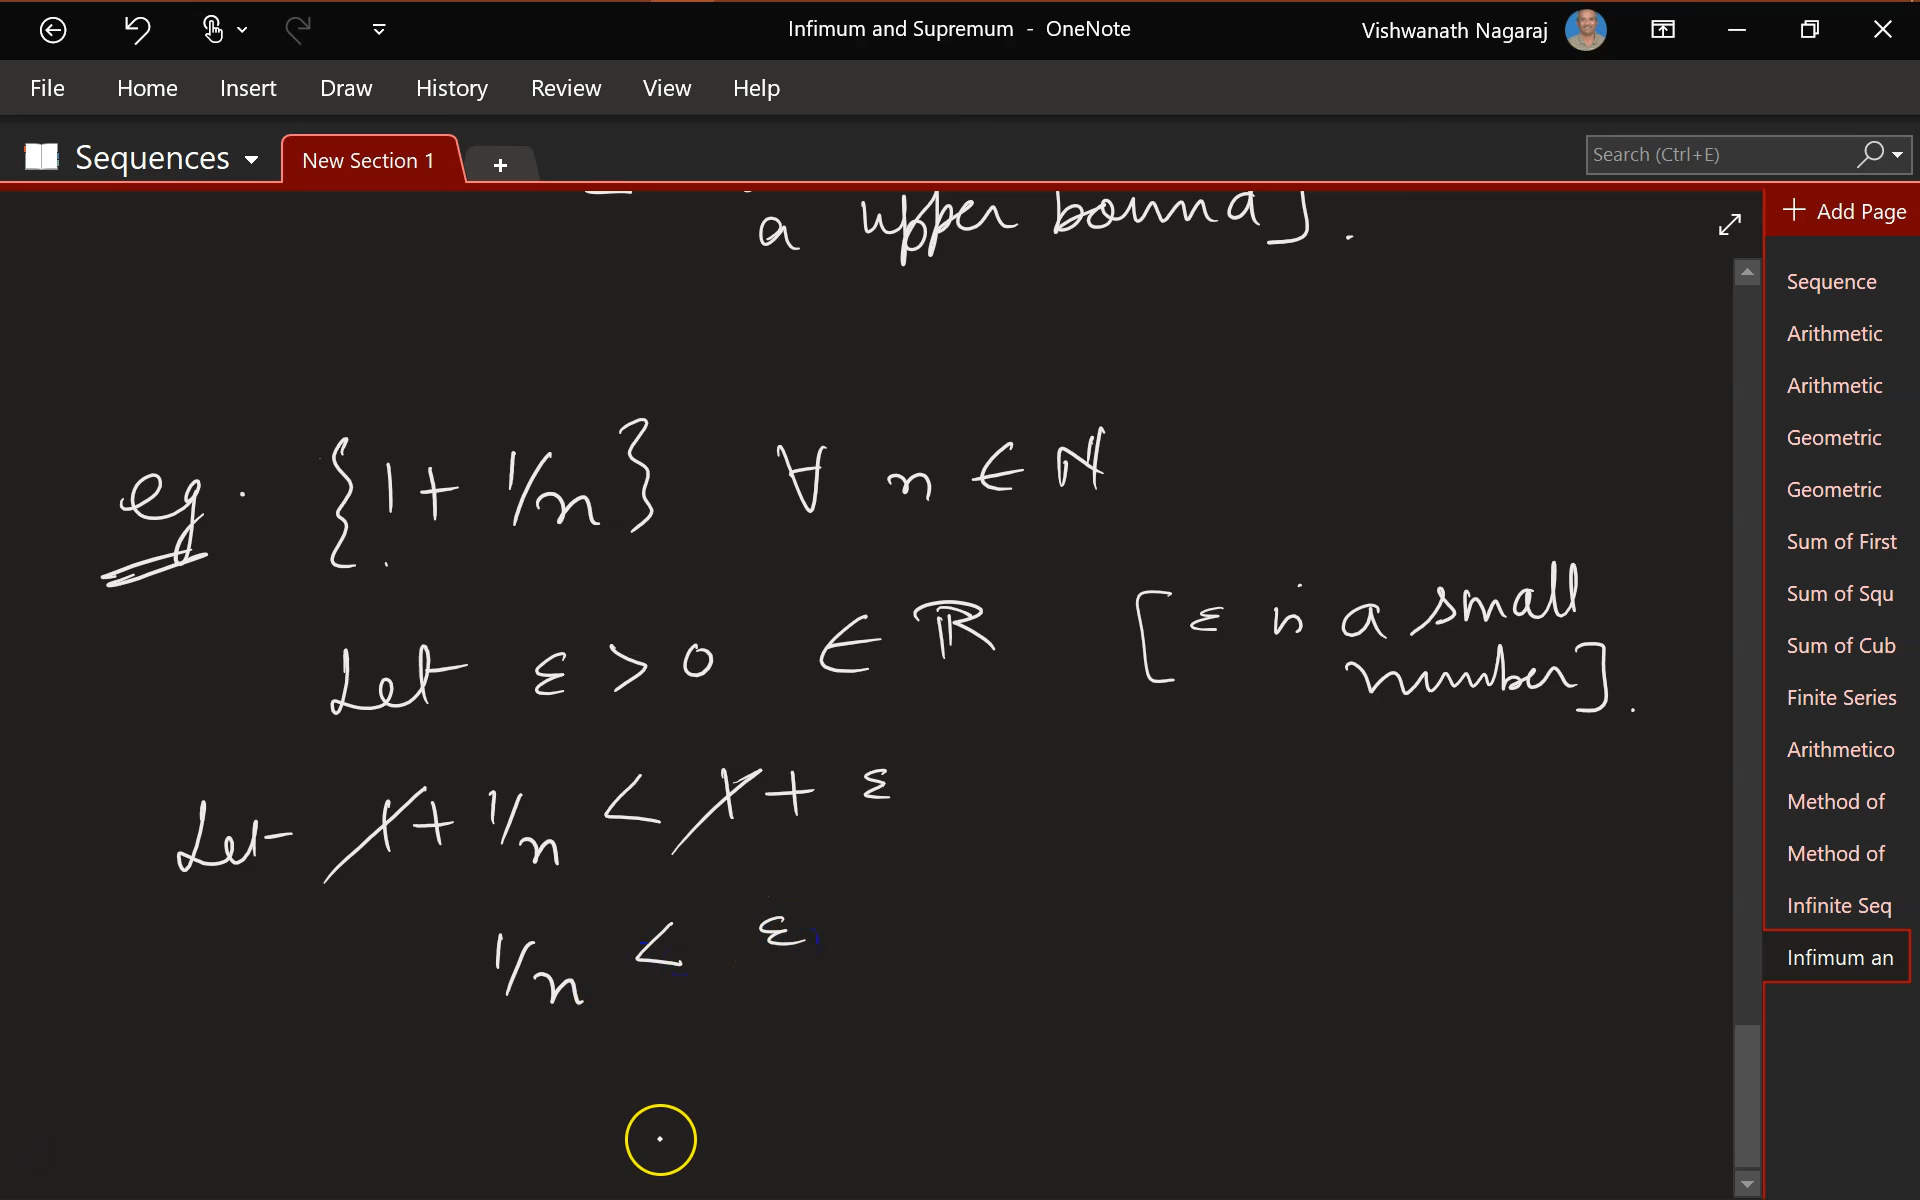 Infimum and Supremum - OneNote
Vishwanath Nagaraj
File Home Insert Draw History Review View Help
Sequences
New Section 1
+
Search (Ctrl+E)
a upper bound].
+ Add Page
Sequence
Arithmetic
Arithmetic
Geometric
Geometric
Sum of First
Sum of Squ
Sum of Cub
Finite Series
Arithmetico
Method of
Method of
Infinite Seq
Infimum an
eg. {1 + 1/n} ∀ n ∈ ℕ
Let ε > 0 ∈ ℝ [ε is a small
number].
Let 1 + 1/n < 1 + ε
1/n < ε